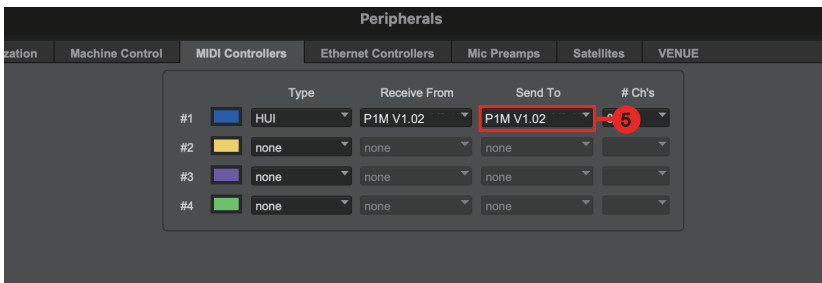 Peripherals
zation Machine Control MIDI Controllers Ethernet Controllers Mic Preamps Satellites VENUE
Type Receive From Send To # Ch's
#1 HUI P1M V1.02 P1M V1.02 5
#2 none none none
#3 none none none
#4 none none none